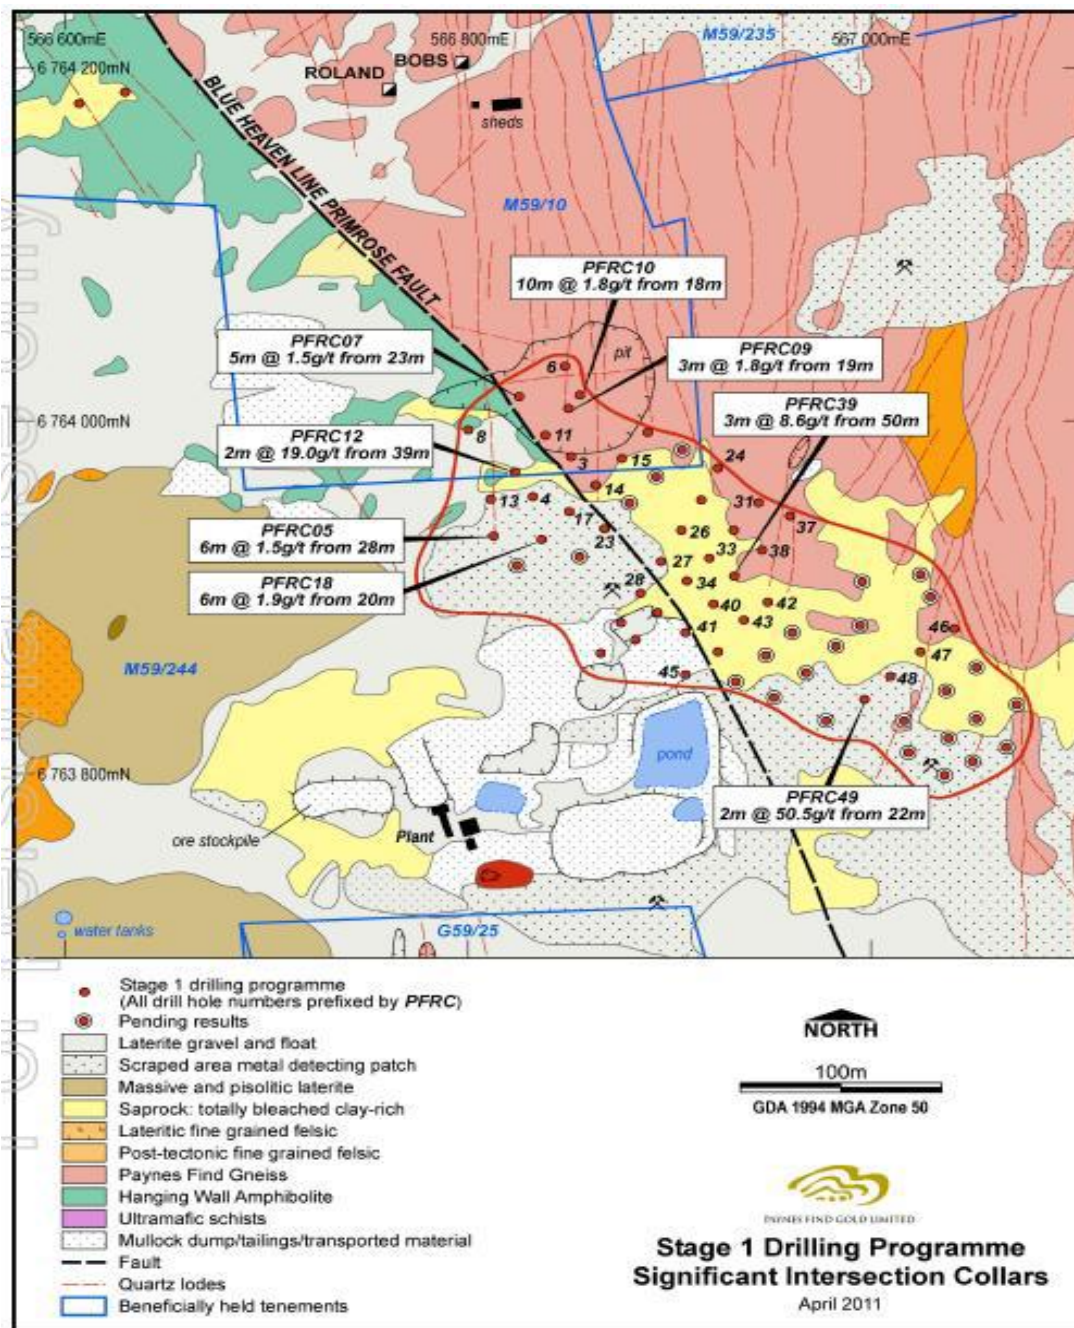 566 600mE
566 800mE
M59/235
567 000mE
6 764 200mN
ROLAND
BOBS
sheds
BLUE HEAVEN LINE PRIMROSE FAULT
M59/10
PFRC10
10m @ 1.8g/t from 18m
PFRC07
5m @ 1.5g/t from 23m
pit
PFRC09
3m @ 1.8g/t from 19m
6
PFRC39
3m @ 8.6g/t from 50m
6 764 000mN
8
11
PFRC12
2m @ 19.0g/t from 39m
3
15
24
14
13
4
17
31
37
PFRC05
6m @ 1.5g/t from 28m
23
26
33
38
27
PFRC18
6m @ 1.9g/t from 20m
28
34
40
42
43
41
46
47
M59/244
45
48
pond
6 763 800mN
PFRC49
2m @ 50.5g/t from 22m
ore stockpile
Plant
water tanks
G59/25
Stage 1 drilling programme
(All drill hole numbers prefixed by PFRC)
Pending results
Laterite gravel and float
Scraped area metal detecting patch
Massive and pisolitic laterite
Saprock: totally bleached clay-rich
Lateritic fine grained felsic
Post-tectonic fine grained felsic
Paynes Find Gneiss
Hanging Wall Amphibolite
Ultramafic schists
Mullock dump/tailings/transported material
Fault
Quartz lodes
Beneficially held tenements
NORTH
100m
GDA 1994 MGA Zone 50
PAYNES FIND GOLD LIMITED
Stage 1 Drilling Programme
Significant Intersection Collars
April 2011